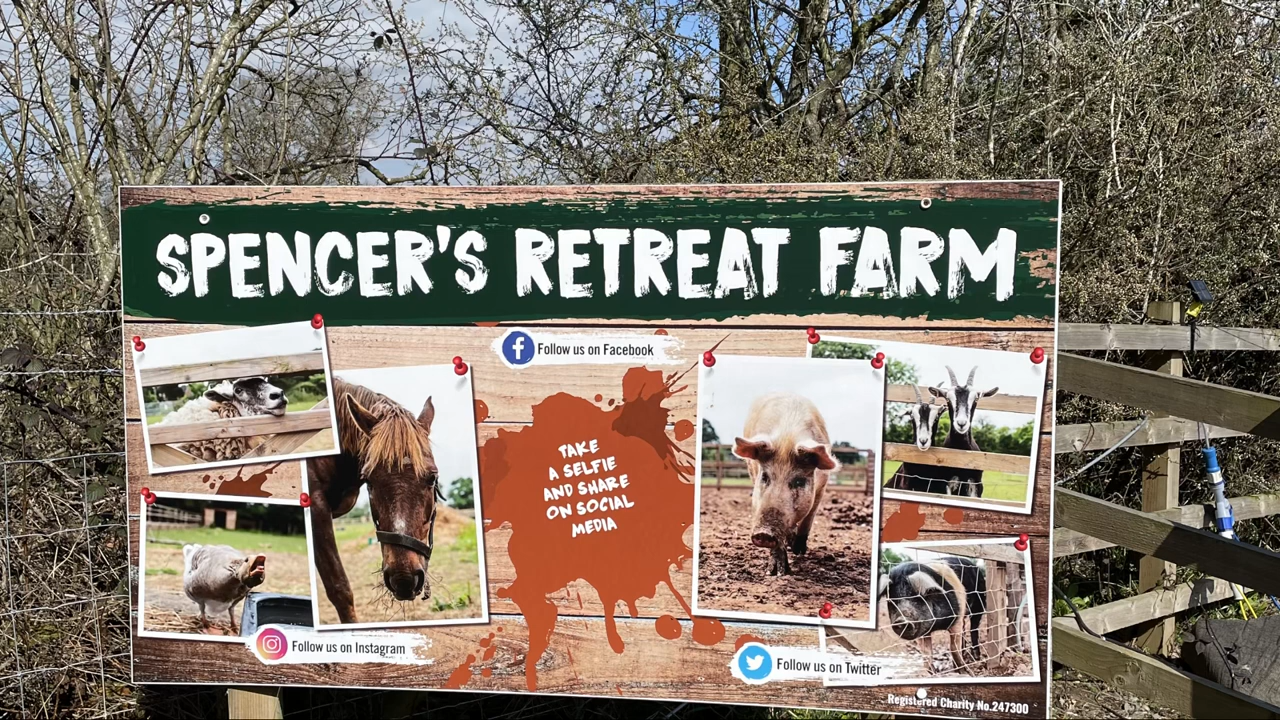 SPENCER'S RETREAT FARM
Follow us on Facebook
TAKE
A SELFIE
AND SHARE
ON SOCIAL
MEDIA
Follow us on Instagram
Follow us on Twitter
Registered Charity No.247300